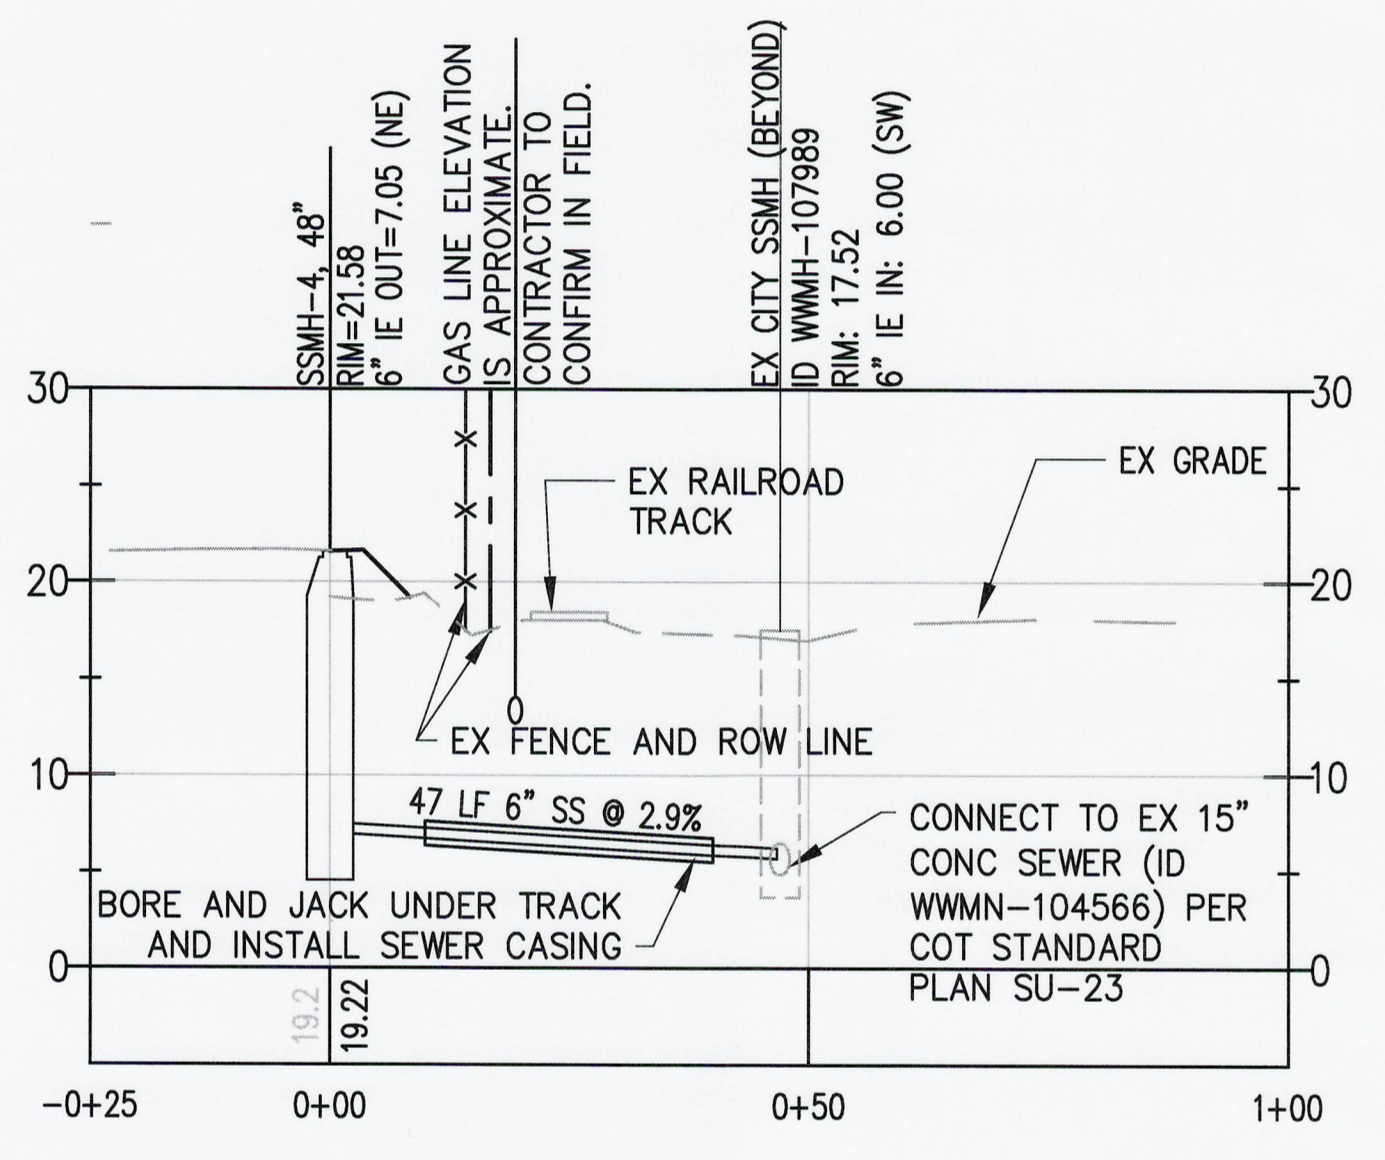 SSMH-4, 48"
RIM=21.58
6" IE OUT=7.05 (NE)
GAS LINE ELEVATION
IS APPROXIMATE.
CONTRACTOR TO
CONFIRM IN FIELD.
EX CITY SSMH (BEYOND)
ID WWMH-107989
RIM: 17.52
6" IE IN: 6.00 (SW)
30
30
EX RAILROAD
TRACK
EX GRADE
20
20
EX FENCE AND ROW LINE
10
10
47 LF 6" SS @ 2.9%
CONNECT TO EX 15"
CONC SEWER (ID
WWMN-104566) PER
COT STANDARD
PLAN SU-23
BORE AND JACK UNDER TRACK
AND INSTALL SEWER CASING
0
0
19.2
19.22
-0+25
0+00
0+50
1+00